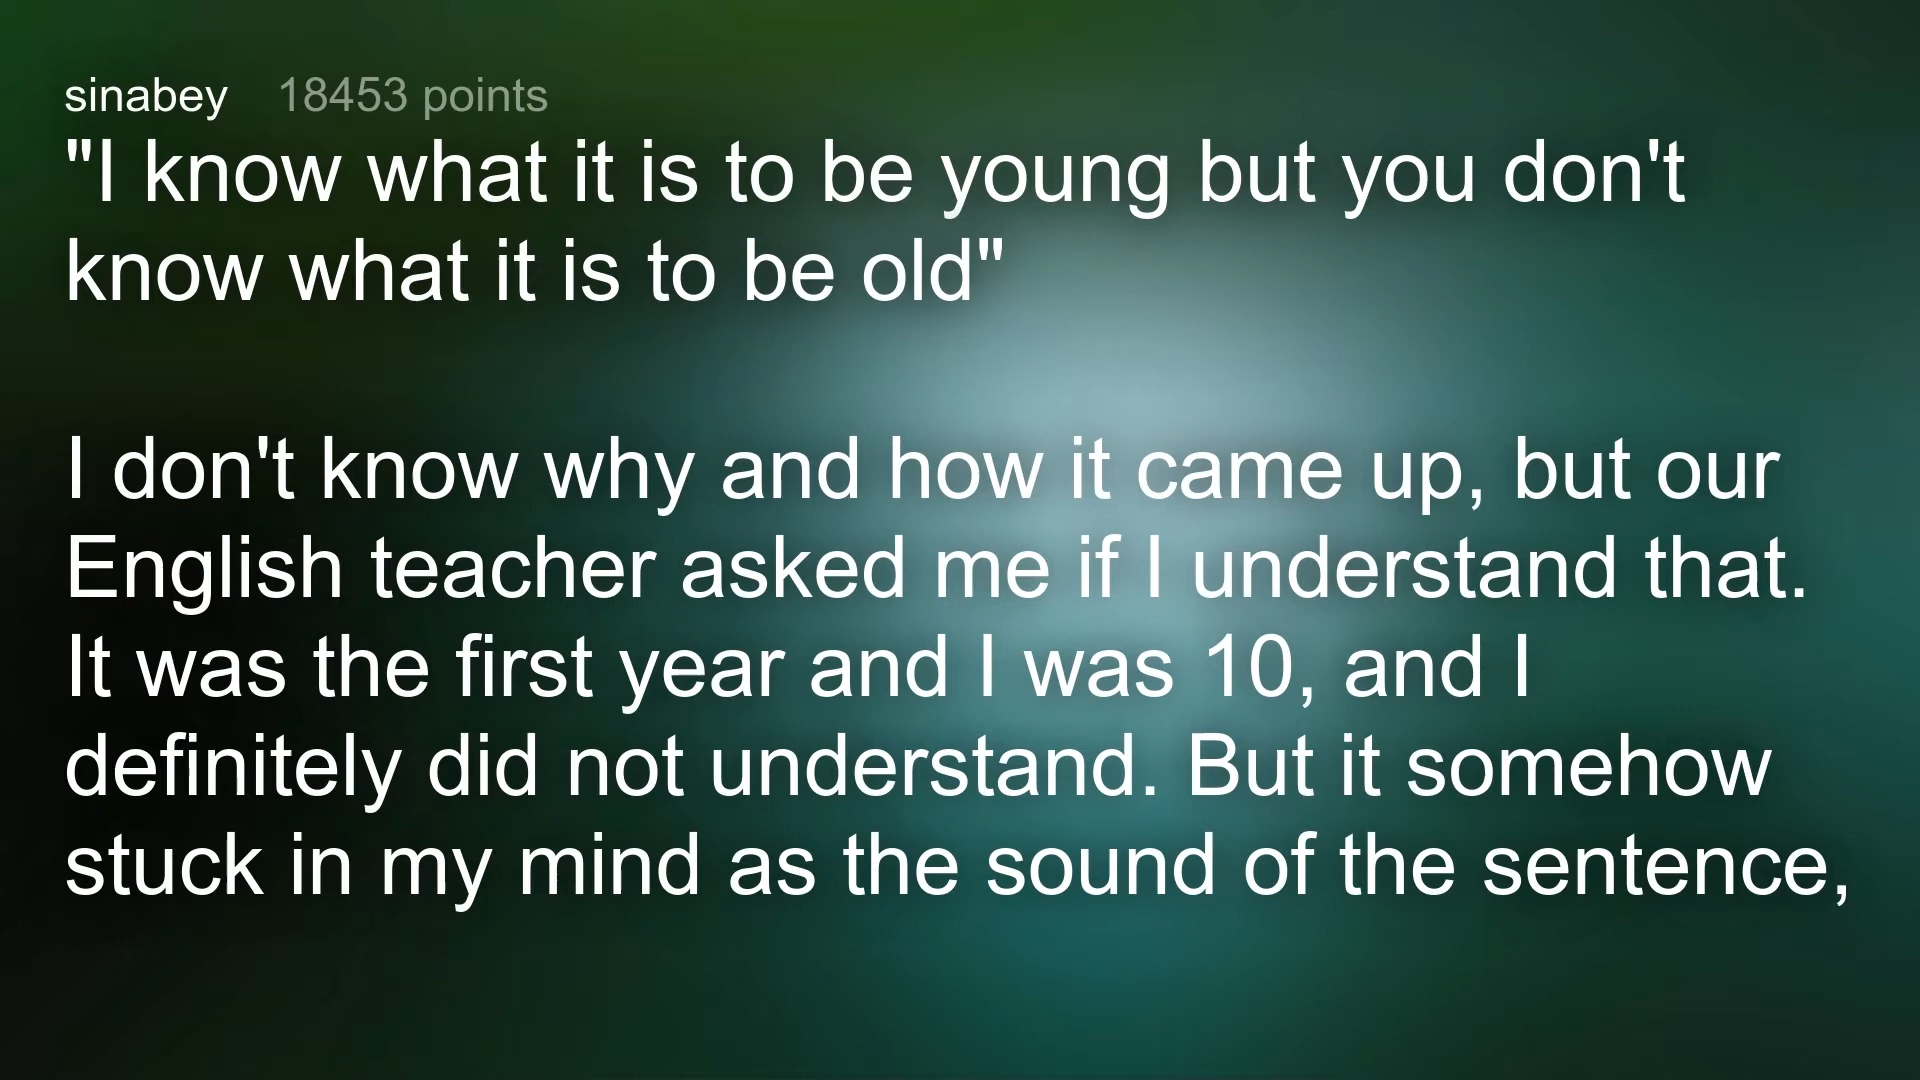 sinabey 18453 points
"I know what it is to be young but you don't
know what it is to be old"
I don't know why and how it came up, but our
English teacher asked me if I understand that.
It was the first year and I was 10, and I
definitely did not understand. But it somehow
stuck in my mind as the sound of the sentence,